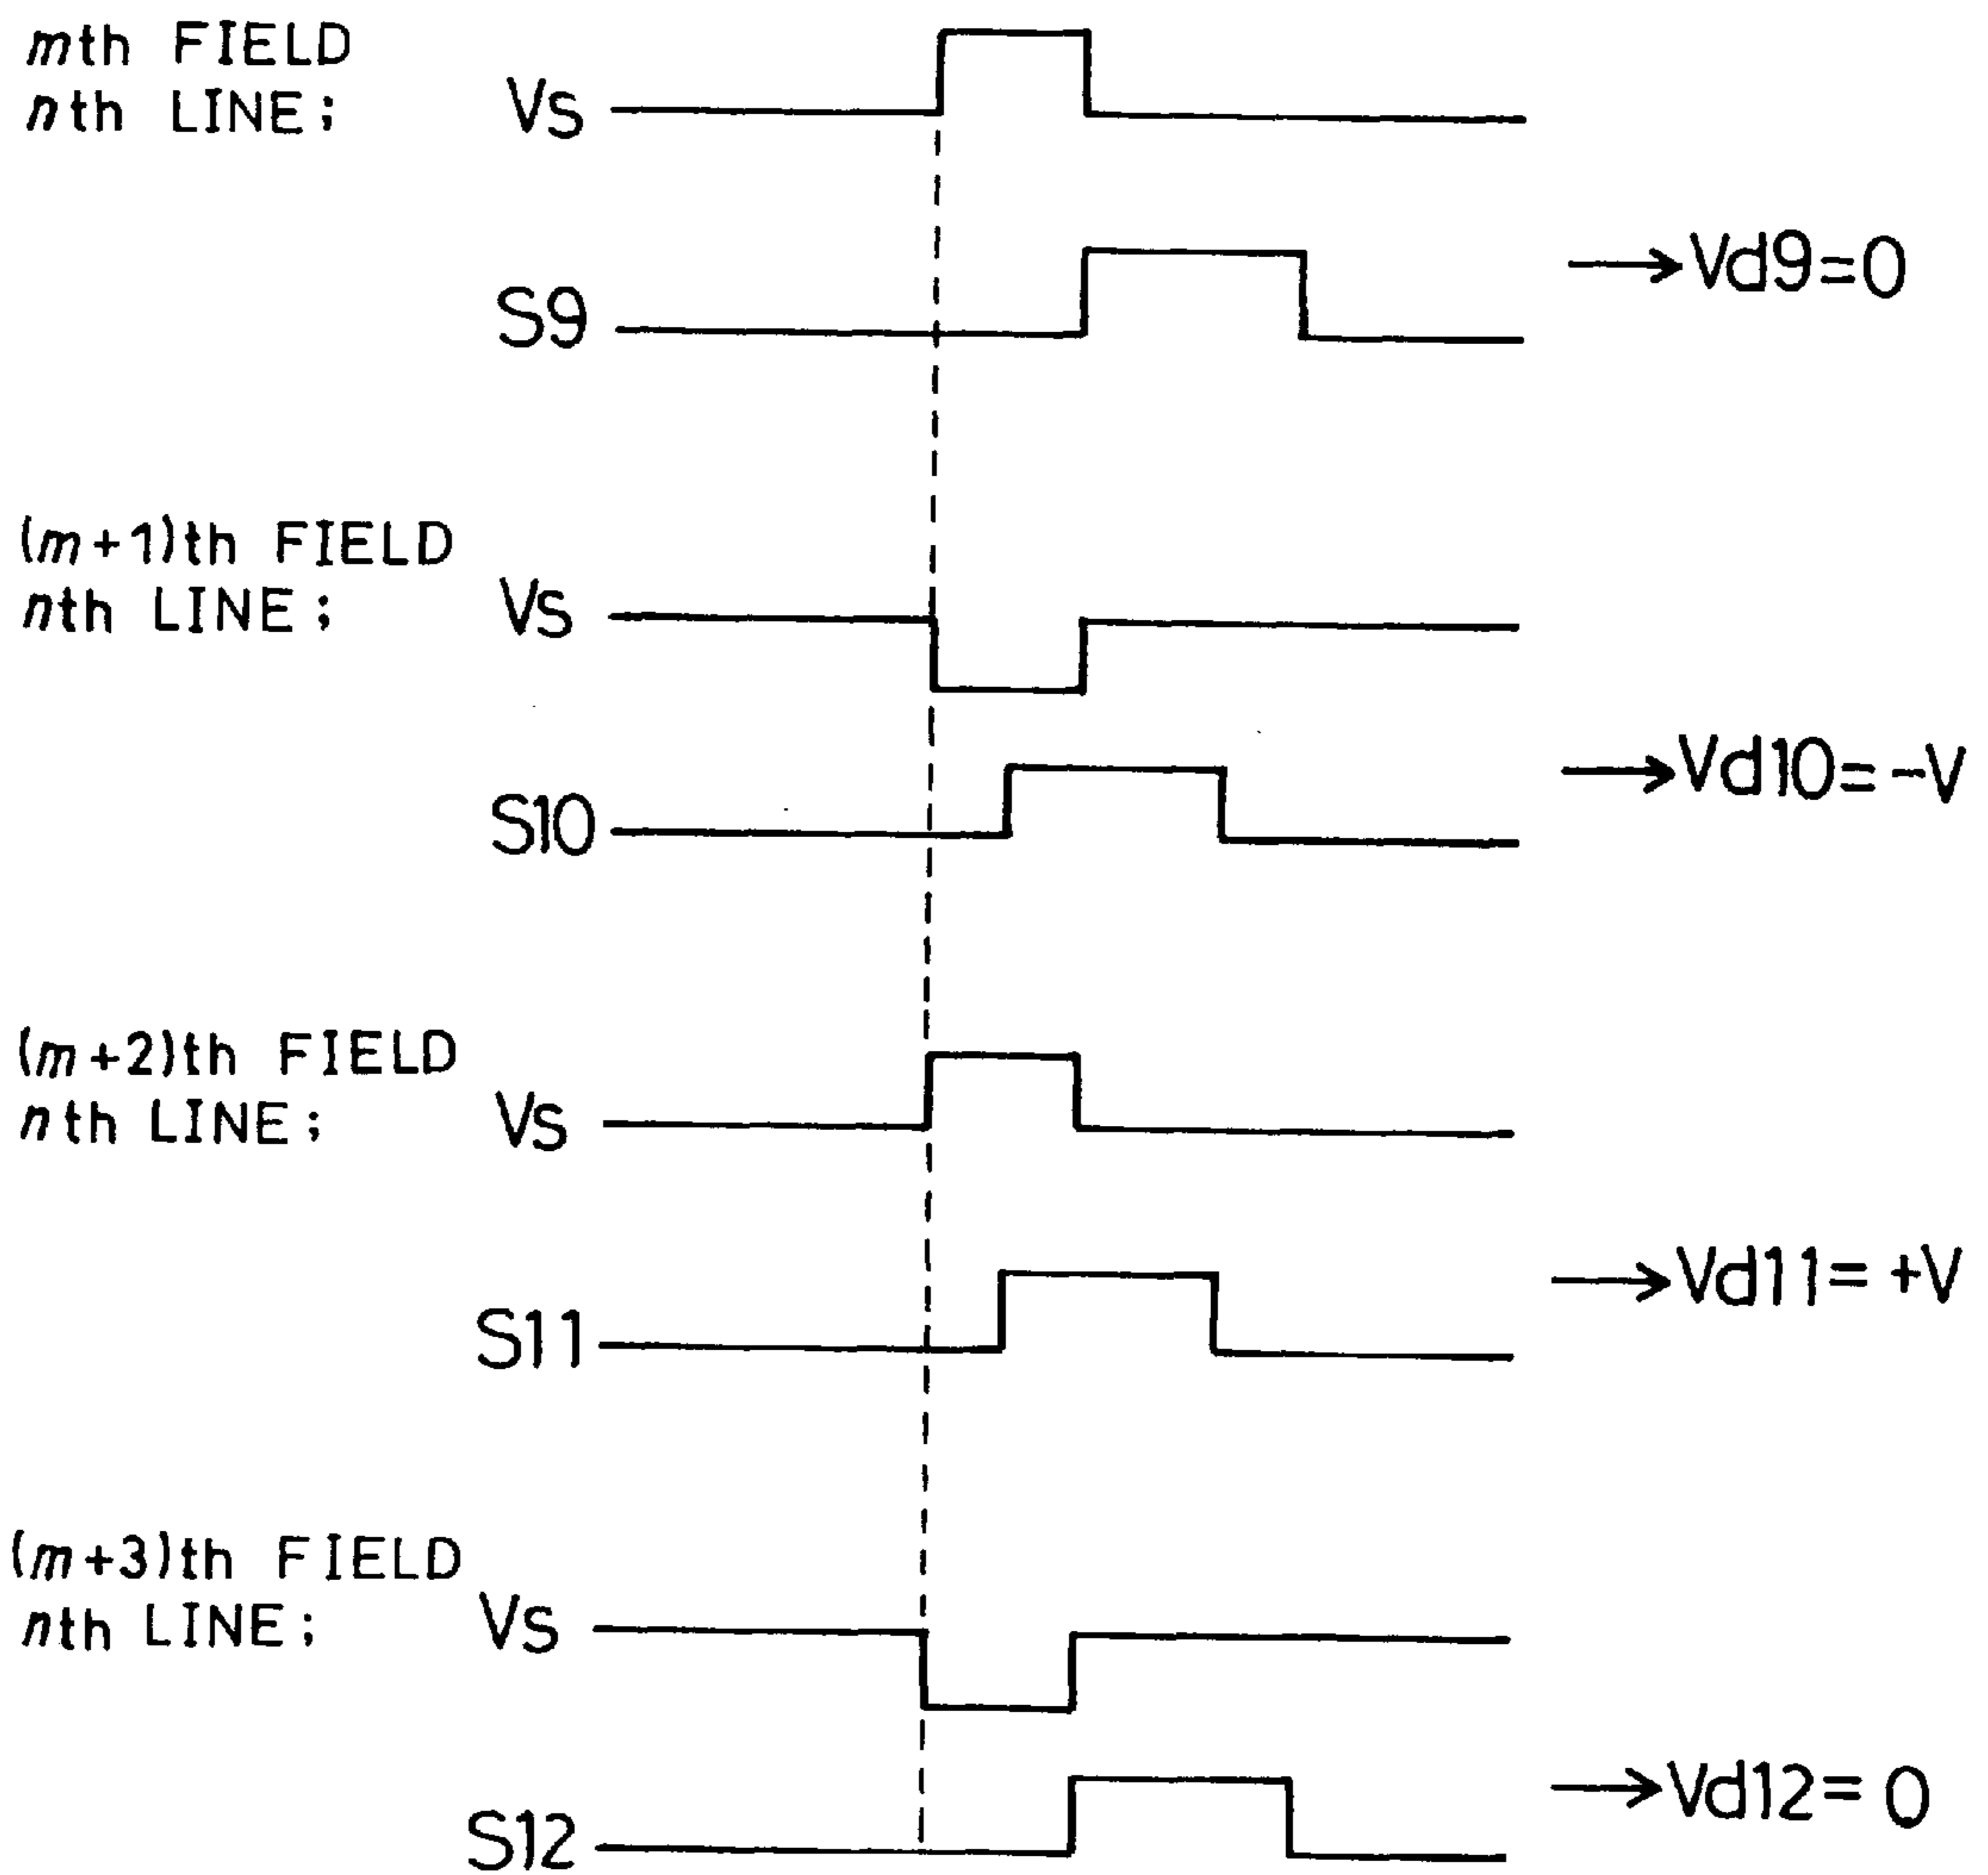 mth FIELD
nth LINE; Vs
S9 →Vd9=0
(m+1)th FIELD
nth LINE; Vs
S10 →Vd10=-V
(m+2)th FIELD
nth LINE; Vs
S11 →Vd11=+V
(m+3)th FIELD
nth LINE; Vs
S12 →Vd12=0